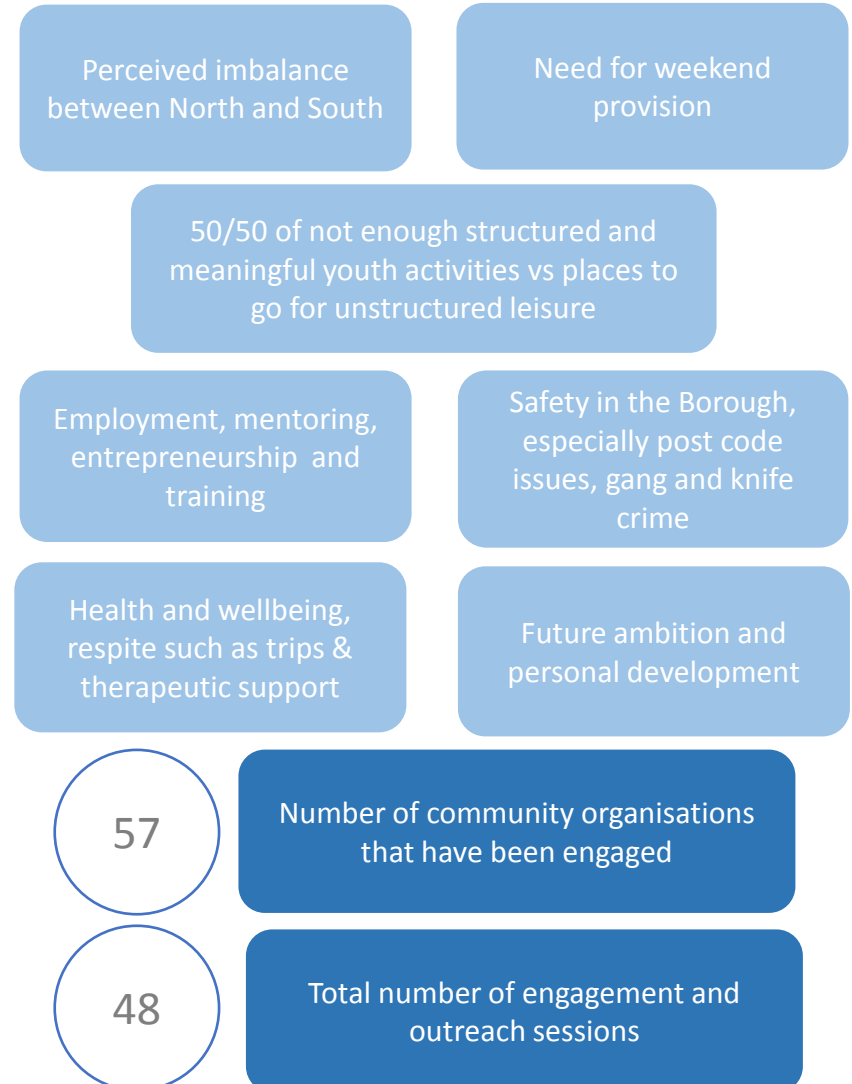 Perceived imbalance
between North and South
Need for weekend
provision
50/50 of not enough structured and
meaningful youth activities vs places to
go for unstructured leisure
Employment, mentoring,
entrepreneurship and
training
Safety in the Borough,
especially post code
issues, gang and knife
crime
Health and wellbeing,
respite such as trips &
therapeutic support
Future ambition and
personal development
57
Number of community organisations
that have been engaged
48
Total number of engagement and
outreach sessions